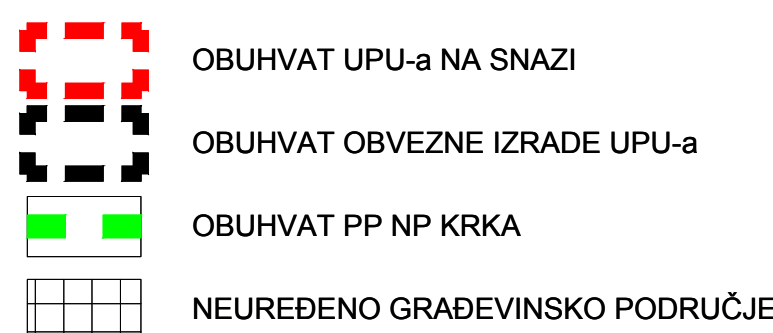 OBUHVAT UPU-a NA SNAZI
OBUHVAT OBVEZNE IZRADE UPU-a
OBUHVAT PP NP KRKA
NEUREĐENO GRAĐEVINSKO PODRUČJE